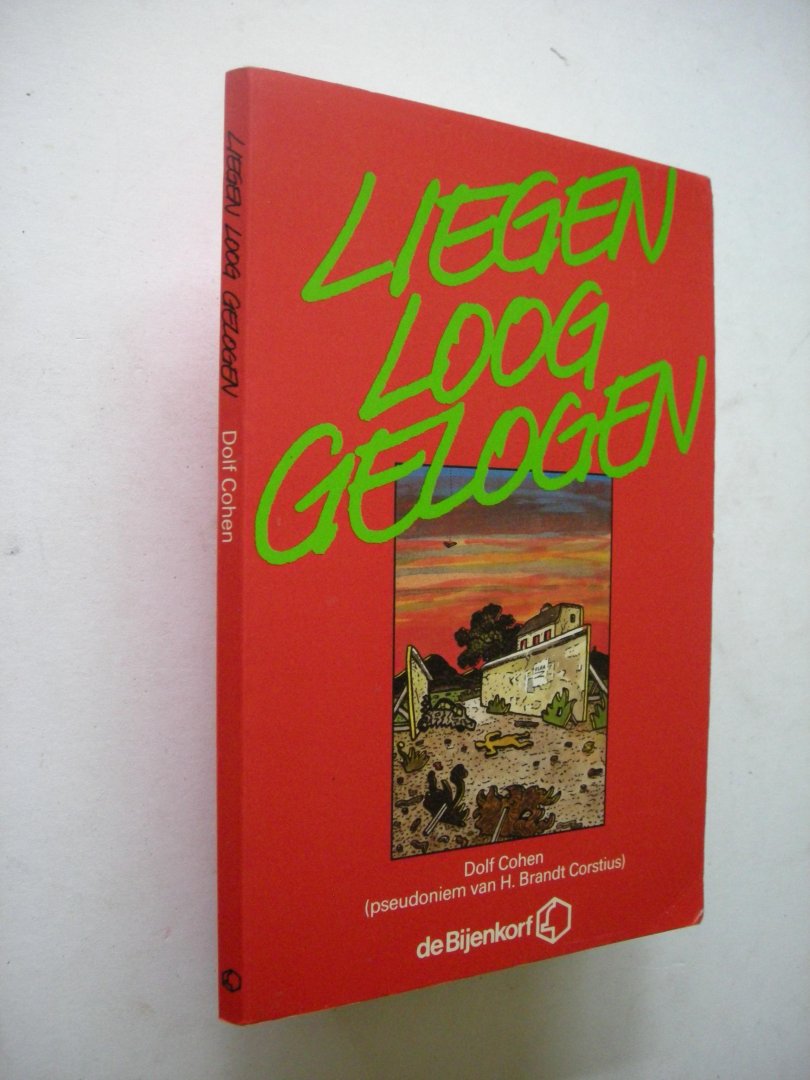 LIEGEN LOOG GELOGEN
Dolf Cohen
LIEGEN
LOOG
GELOGEN
Dolf Cohen
(pseudoniem van H. Brandt Corstius)
de Bijenkorf